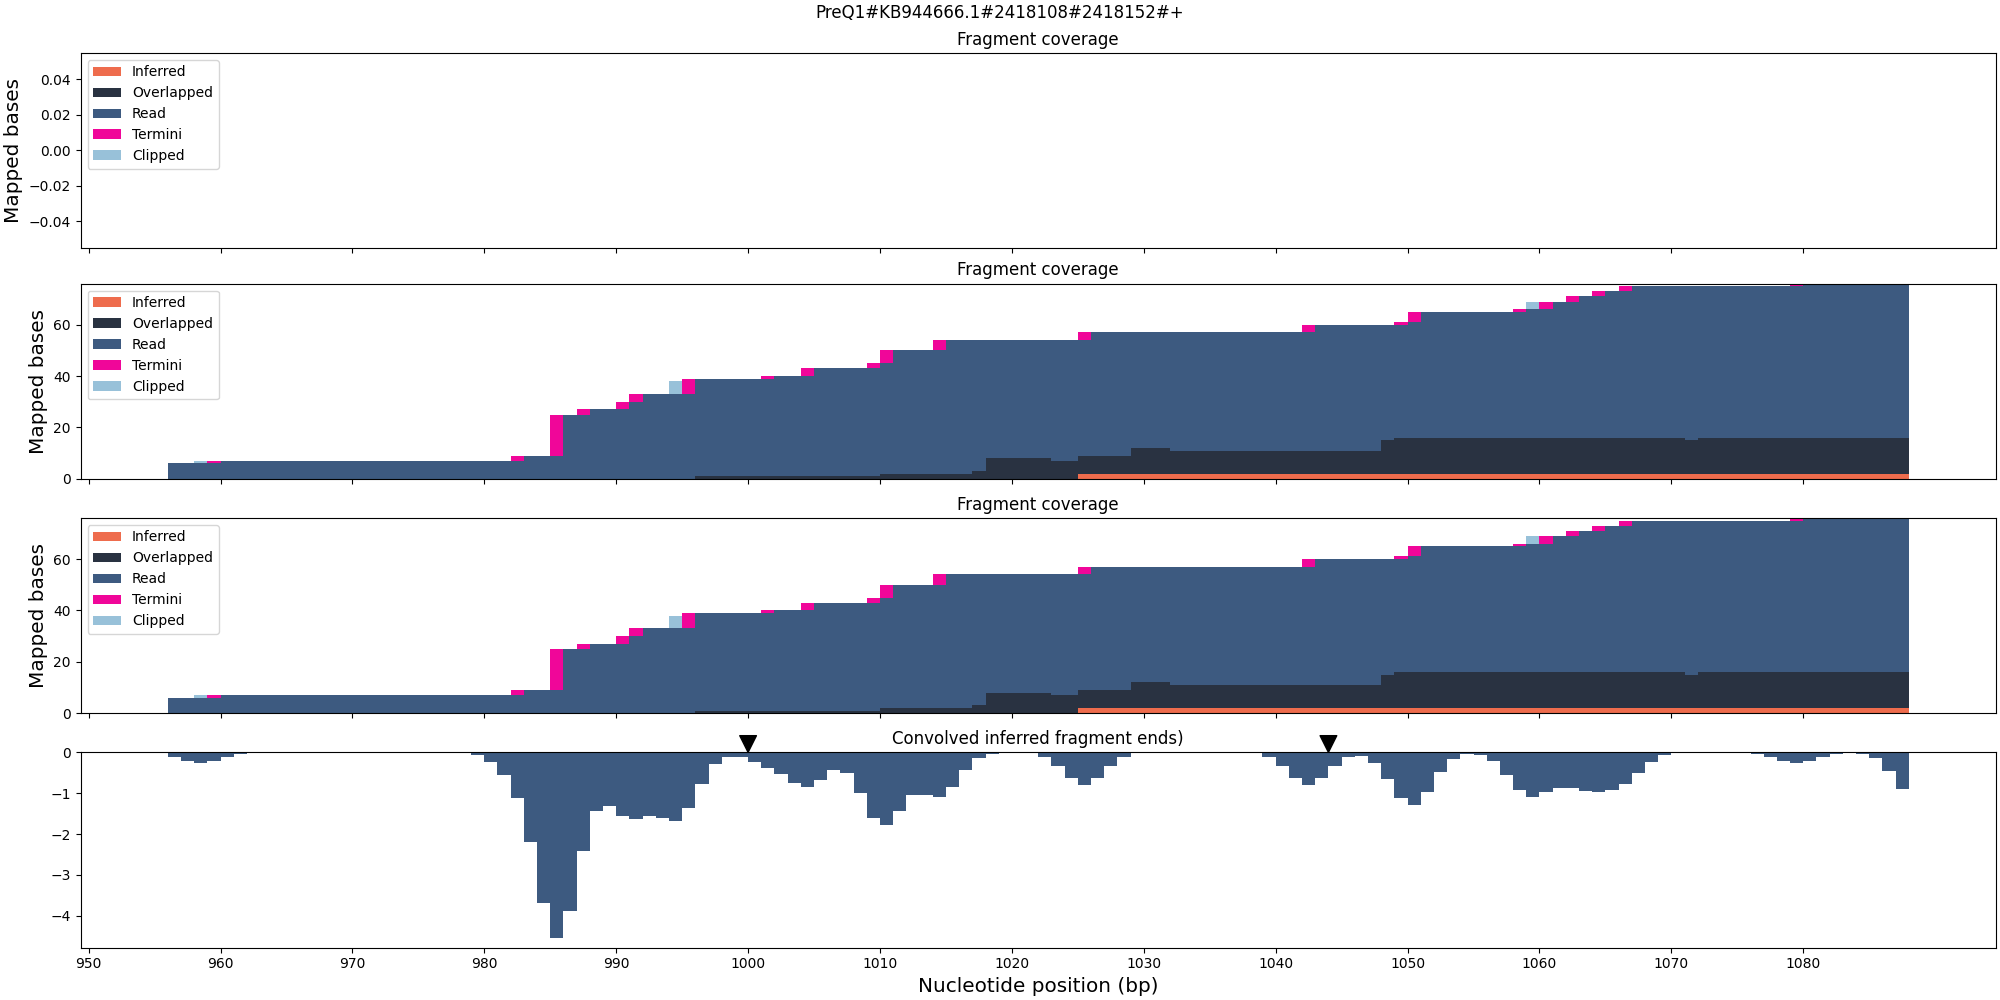 PreQ1#KB944666.1#2418108#2418152#+
Fragment coverage
Mapped bases
0.04
0.02
0.00
−0.02
−0.04
Inferred
Overlapped
Read
Termini
Clipped
Fragment coverage
Mapped bases
60
40
20
0
Inferred
Overlapped
Read
Termini
Clipped
Fragment coverage
Mapped bases
60
40
20
0
Inferred
Overlapped
Read
Termini
Clipped
Convolved inferred fragment ends)
0
−1
−2
−3
−4
950 960 970 980 990 1000 1010 1020 1030 1040 1050 1060 1070 1080
Nucleotide position (bp)